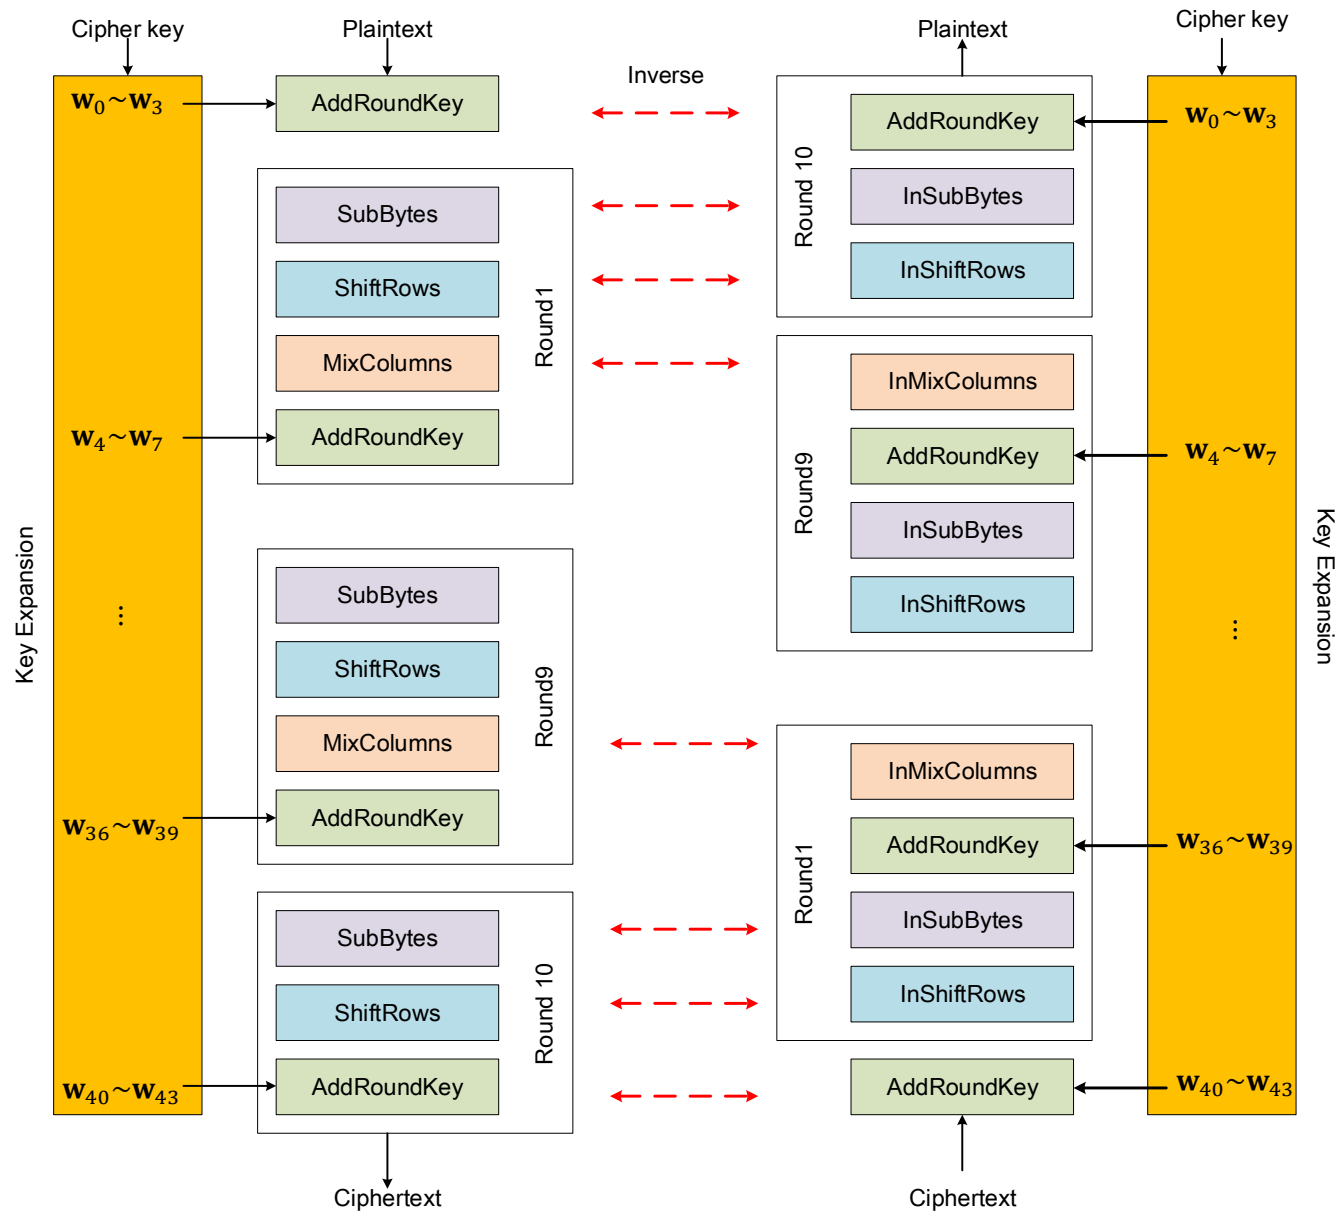 Cipher key
Plaintext
Plaintext
Cipher key
Inverse
𝐰₀~𝐰₃
AddRoundKey
SubBytes
ShiftRows
MixColumns
AddRoundKey
Round1
𝐰₄~𝐰₇
Key Expansion
⋮
SubBytes
ShiftRows
MixColumns
AddRoundKey
Round9
𝐰₃₆~𝐰₃₉
SubBytes
ShiftRows
AddRoundKey
Round 10
𝐰₄₀~𝐰₄₃
Ciphertext
AddRoundKey
InSubBytes
InShiftRows
Round 10
𝐰₀~𝐰₃
InMixColumns
AddRoundKey
InSubBytes
InShiftRows
Round9
𝐰₄~𝐰₇
Key Expansion
⋮
InMixColumns
AddRoundKey
InSubBytes
InShiftRows
Round1
𝐰₃₆~𝐰₃₉
AddRoundKey
𝐰₄₀~𝐰₄₃
Ciphertext